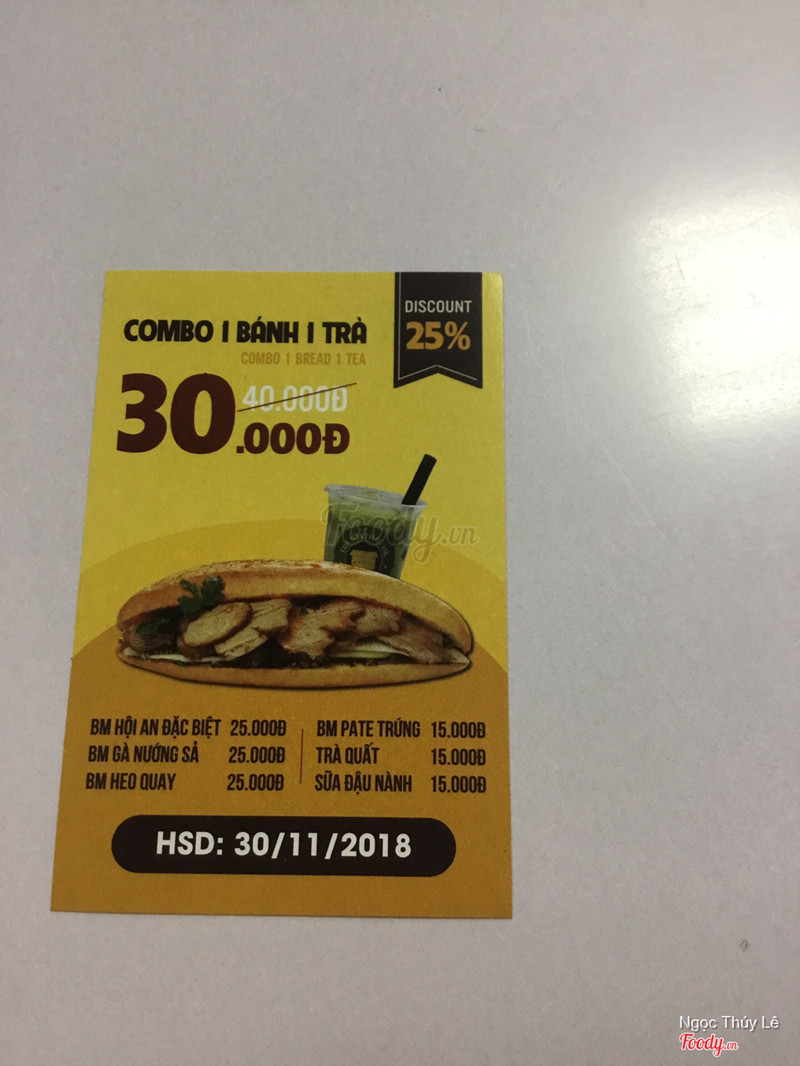 COMBO 1 BÁNH 1 TRÀ
COMBO 1 BREAD 1 TEA
DISCOUNT
25%
40.000Đ
30.000Đ
Foody.vn
BM HỘI AN ĐẶC BIỆT 25.000Đ
BM GÀ NƯỚNG SẢ 25.000Đ
BM HEO QUAY 25.000Đ
BM PATE TRỨNG 15.000Đ
TRÀ QUẤT 15.000Đ
SỮA ĐẬU NÀNH 15.000Đ
HSD: 30/11/2018
Ngọc Thúy Lê
Foody.vn